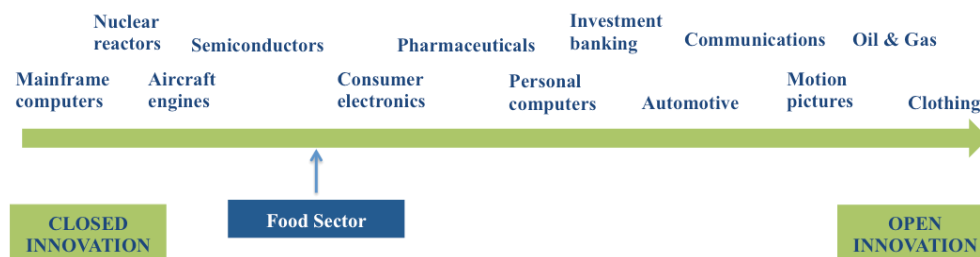 Nuclear
reactors
Semiconductors
Pharmaceuticals
Investment
banking
Communications
Oil & Gas
Mainframe
computers
Aircraft
engines
Consumer
electronics
Personal
computers
Automotive
Motion
pictures
Clothing
Food Sector
CLOSED
INNOVATION
OPEN
INNOVATION